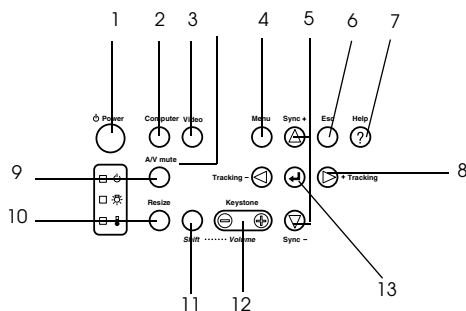 1 2 3 4 5 6 7
Power Computer Video Menu Sync + Esc Help
?
A/V mute
9 Tracking – + Tracking 8
10 Resize Keystone
Shift ........ Volume Sync –
11 12 13